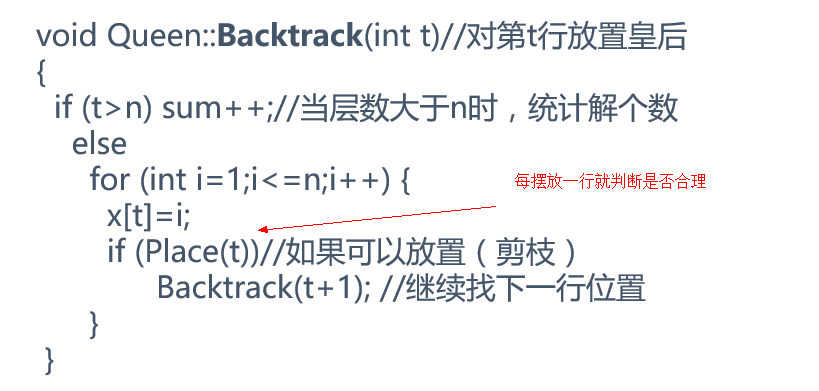 void Queen::Backtrack(int t)//对第t行放置皇后
{
if (t>n) sum++;//当层数大于n时，统计解个数
else
for (int i=1;i<=n;i++) {
每摆放一行就判断是否合理
x[t]=i;
if (Place(t))//如果可以放置（剪枝）
Backtrack(t+1); //继续找下一行位置
}
}